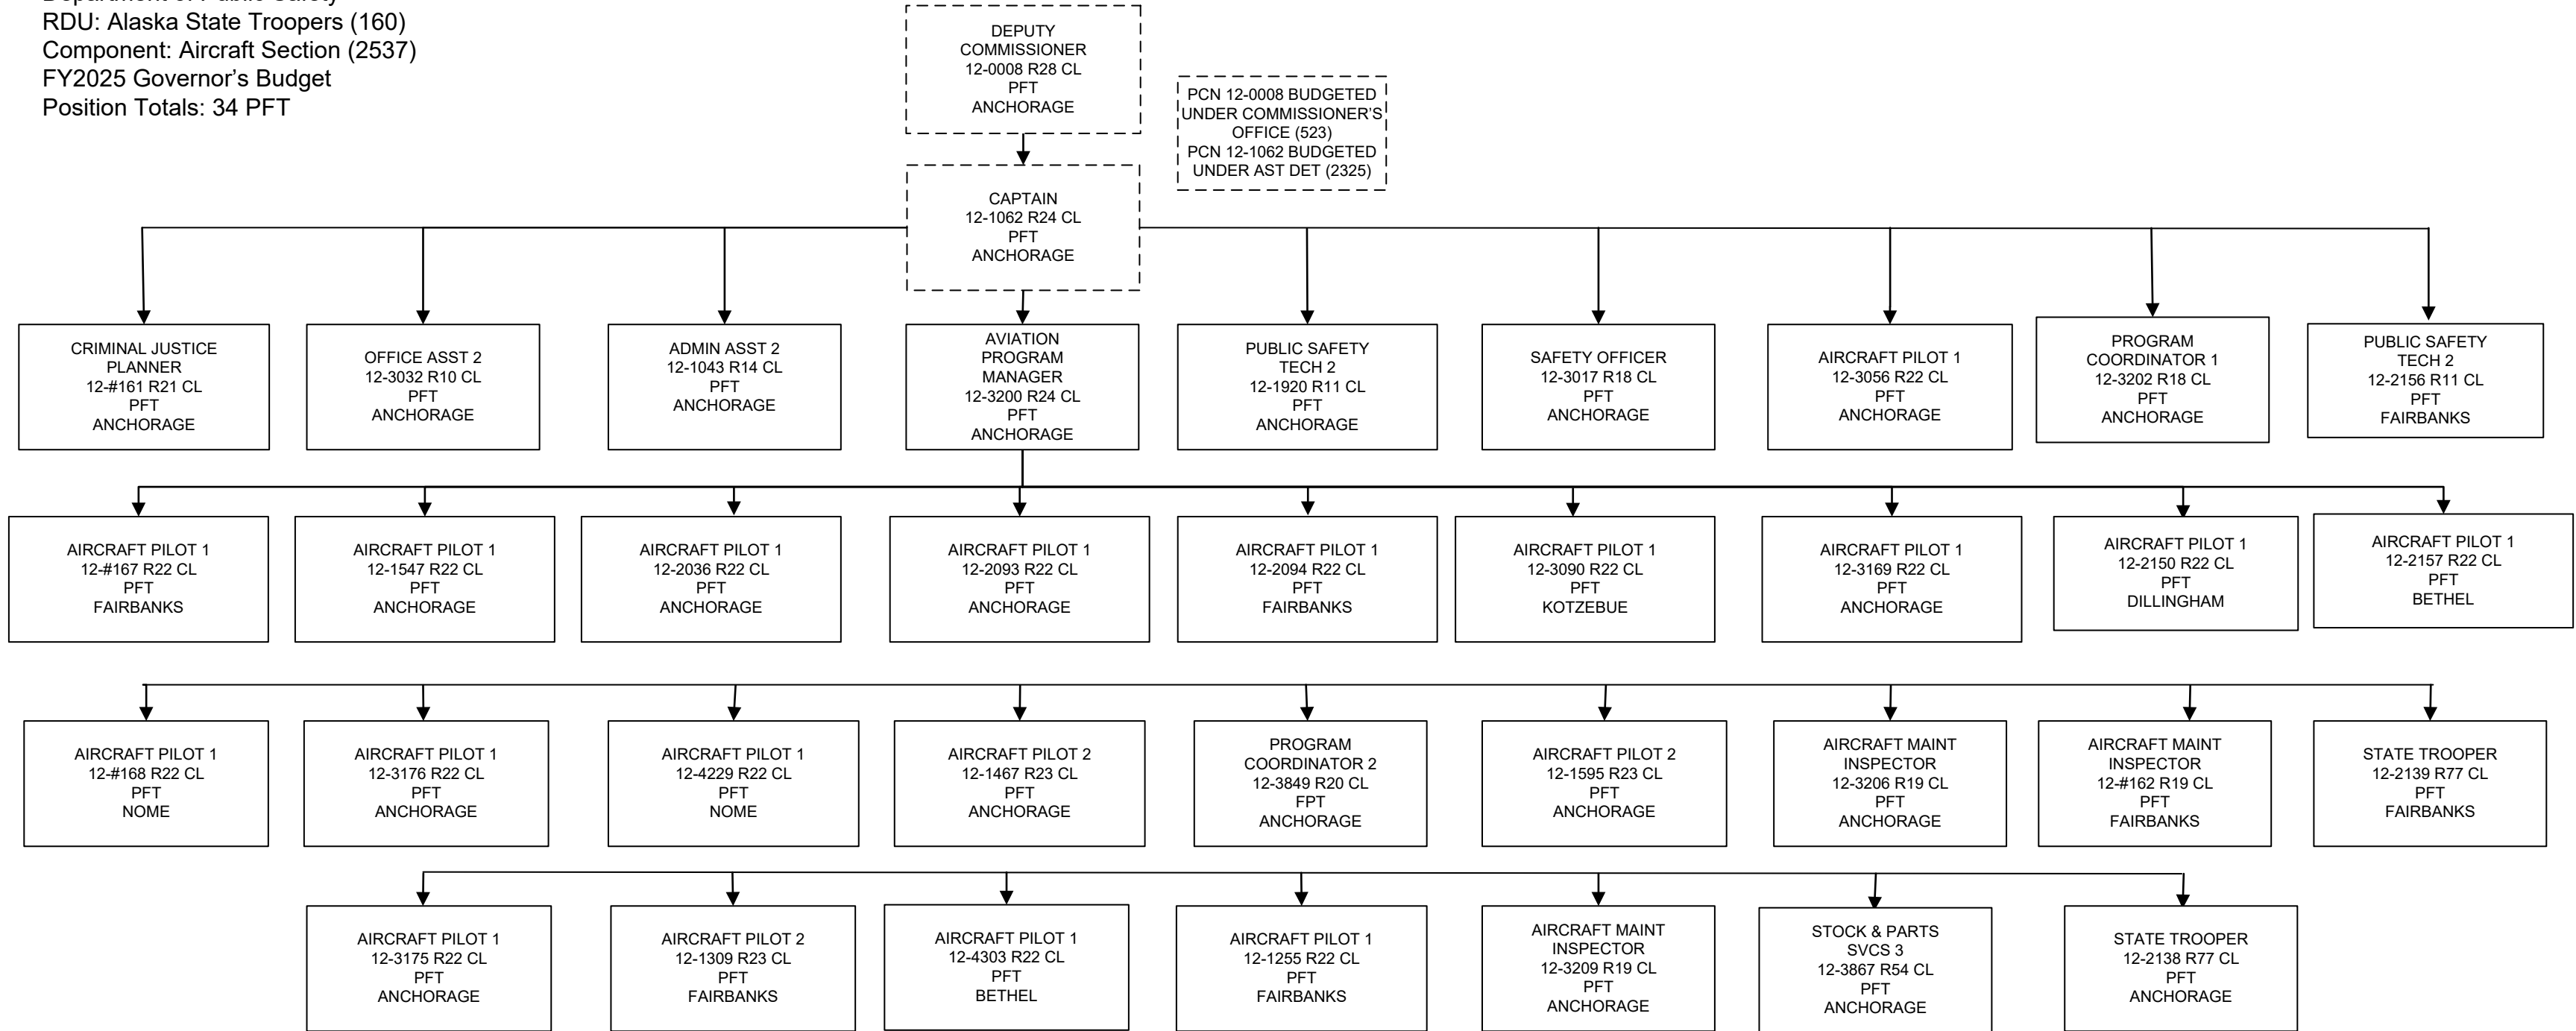 Department of Public Safety
RDU: Alaska State Troopers (160)
Component: Aircraft Section (2537)
FY2025 Governor’s Budget
Position Totals: 34 PFT
DEPUTY
COMMISSIONER
12-0008 R28 CL
PFT
ANCHORAGE
PCN 12-0008 BUDGETED
UNDER COMMISSIONER’S
OFFICE (523)
PCN 12-1062 BUDGETED
UNDER AST DET (2325)
CAPTAIN
12-1062 R24 CL
PFT
ANCHORAGE
CRIMINAL JUSTICE
PLANNER
12-#161 R21 CL
PFT
ANCHORAGE
OFFICE ASST 2
12-3032 R10 CL
PFT
ANCHORAGE
ADMIN ASST 2
12-1043 R14 CL
PFT
ANCHORAGE
AVIATION
PROGRAM
MANAGER
12-3200 R24 CL
PFT
ANCHORAGE
PUBLIC SAFETY
TECH 2
12-1920 R11 CL
PFT
ANCHORAGE
SAFETY OFFICER
12-3017 R18 CL
PFT
ANCHORAGE
AIRCRAFT PILOT 1
12-3056 R22 CL
PFT
ANCHORAGE
PROGRAM
COORDINATOR 1
12-3202 R18 CL
PFT
ANCHORAGE
PUBLIC SAFETY
TECH 2
12-2156 R11 CL
PFT
FAIRBANKS
AIRCRAFT PILOT 1
12-#167 R22 CL
PFT
FAIRBANKS
AIRCRAFT PILOT 1
12-1547 R22 CL
PFT
ANCHORAGE
AIRCRAFT PILOT 1
12-2036 R22 CL
PFT
ANCHORAGE
AIRCRAFT PILOT 1
12-2093 R22 CL
PFT
ANCHORAGE
AIRCRAFT PILOT 1
12-2094 R22 CL
PFT
FAIRBANKS
AIRCRAFT PILOT 1
12-3090 R22 CL
PFT
KOTZEBUE
AIRCRAFT PILOT 1
12-3169 R22 CL
PFT
ANCHORAGE
AIRCRAFT PILOT 1
12-2150 R22 CL
PFT
DILLINGHAM
AIRCRAFT PILOT 1
12-2157 R22 CL
PFT
BETHEL
AIRCRAFT PILOT 1
12-#168 R22 CL
PFT
NOME
AIRCRAFT PILOT 1
12-3176 R22 CL
PFT
ANCHORAGE
AIRCRAFT PILOT 1
12-4229 R22 CL
PFT
NOME
AIRCRAFT PILOT 2
12-1467 R23 CL
PFT
ANCHORAGE
PROGRAM
COORDINATOR 2
12-3849 R20 CL
FPT
ANCHORAGE
AIRCRAFT PILOT 2
12-1595 R23 CL
PFT
ANCHORAGE
AIRCRAFT MAINT
INSPECTOR
12-3206 R19 CL
PFT
ANCHORAGE
AIRCRAFT MAINT
INSPECTOR
12-#162 R19 CL
PFT
FAIRBANKS
STATE TROOPER
12-2139 R77 CL
PFT
FAIRBANKS
AIRCRAFT PILOT 1
12-3175 R22 CL
PFT
ANCHORAGE
AIRCRAFT PILOT 2
12-1309 R23 CL
PFT
FAIRBANKS
AIRCRAFT PILOT 1
12-4303 R22 CL
PFT
BETHEL
AIRCRAFT PILOT 1
12-1255 R22 CL
PFT
FAIRBANKS
AIRCRAFT MAINT
INSPECTOR
12-3209 R19 CL
PFT
ANCHORAGE
STOCK & PARTS
SVCS 3
12-3867 R54 CL
PFT
ANCHORAGE
STATE TROOPER
12-2138 R77 CL
PFT
ANCHORAGE